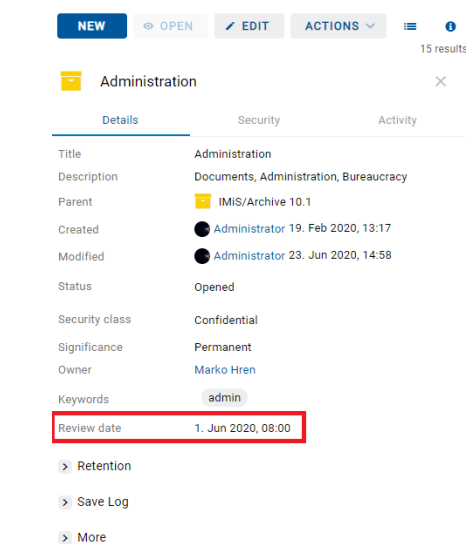 NEW OPEN EDIT ACTIONS
15 results
Administration
Details Security Activity
Title Administration
Description Documents, Administration, Bureaucracy
Parent IMiS/Archive 10.1
Created Administrator 19. Feb 2020, 13:17
Modified Administrator 23. Jun 2020, 14:58
Status Opened
Security class Confidential
Significance Permanent
Owner Marko Hren
Keywords admin
Review date 1. Jun 2020, 08:00
Retention
Save Log
More